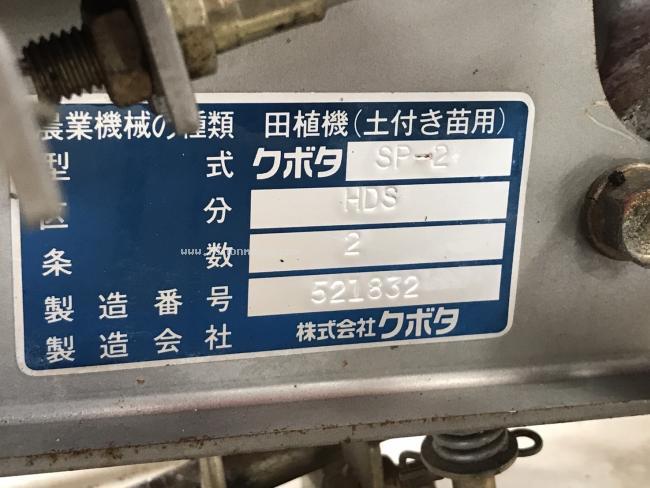 農業機械の種類 田植機(土付き苗用)
型式 クボタ SP-2
区分 HDS
条数 2
製造番号 521832
製造会社 株式会社クボタ